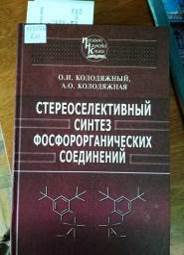 О.И. КОЛОДЯЖНЫЙ,
А.О. КОЛОДЯЖНАЯ
СТЕРЕОСЕЛЕКТИВНЫЙ
СИНТЕЗ
ФОСФОРОРГАНИЧЕСКИХ
СОЕДИНЕНИЙ